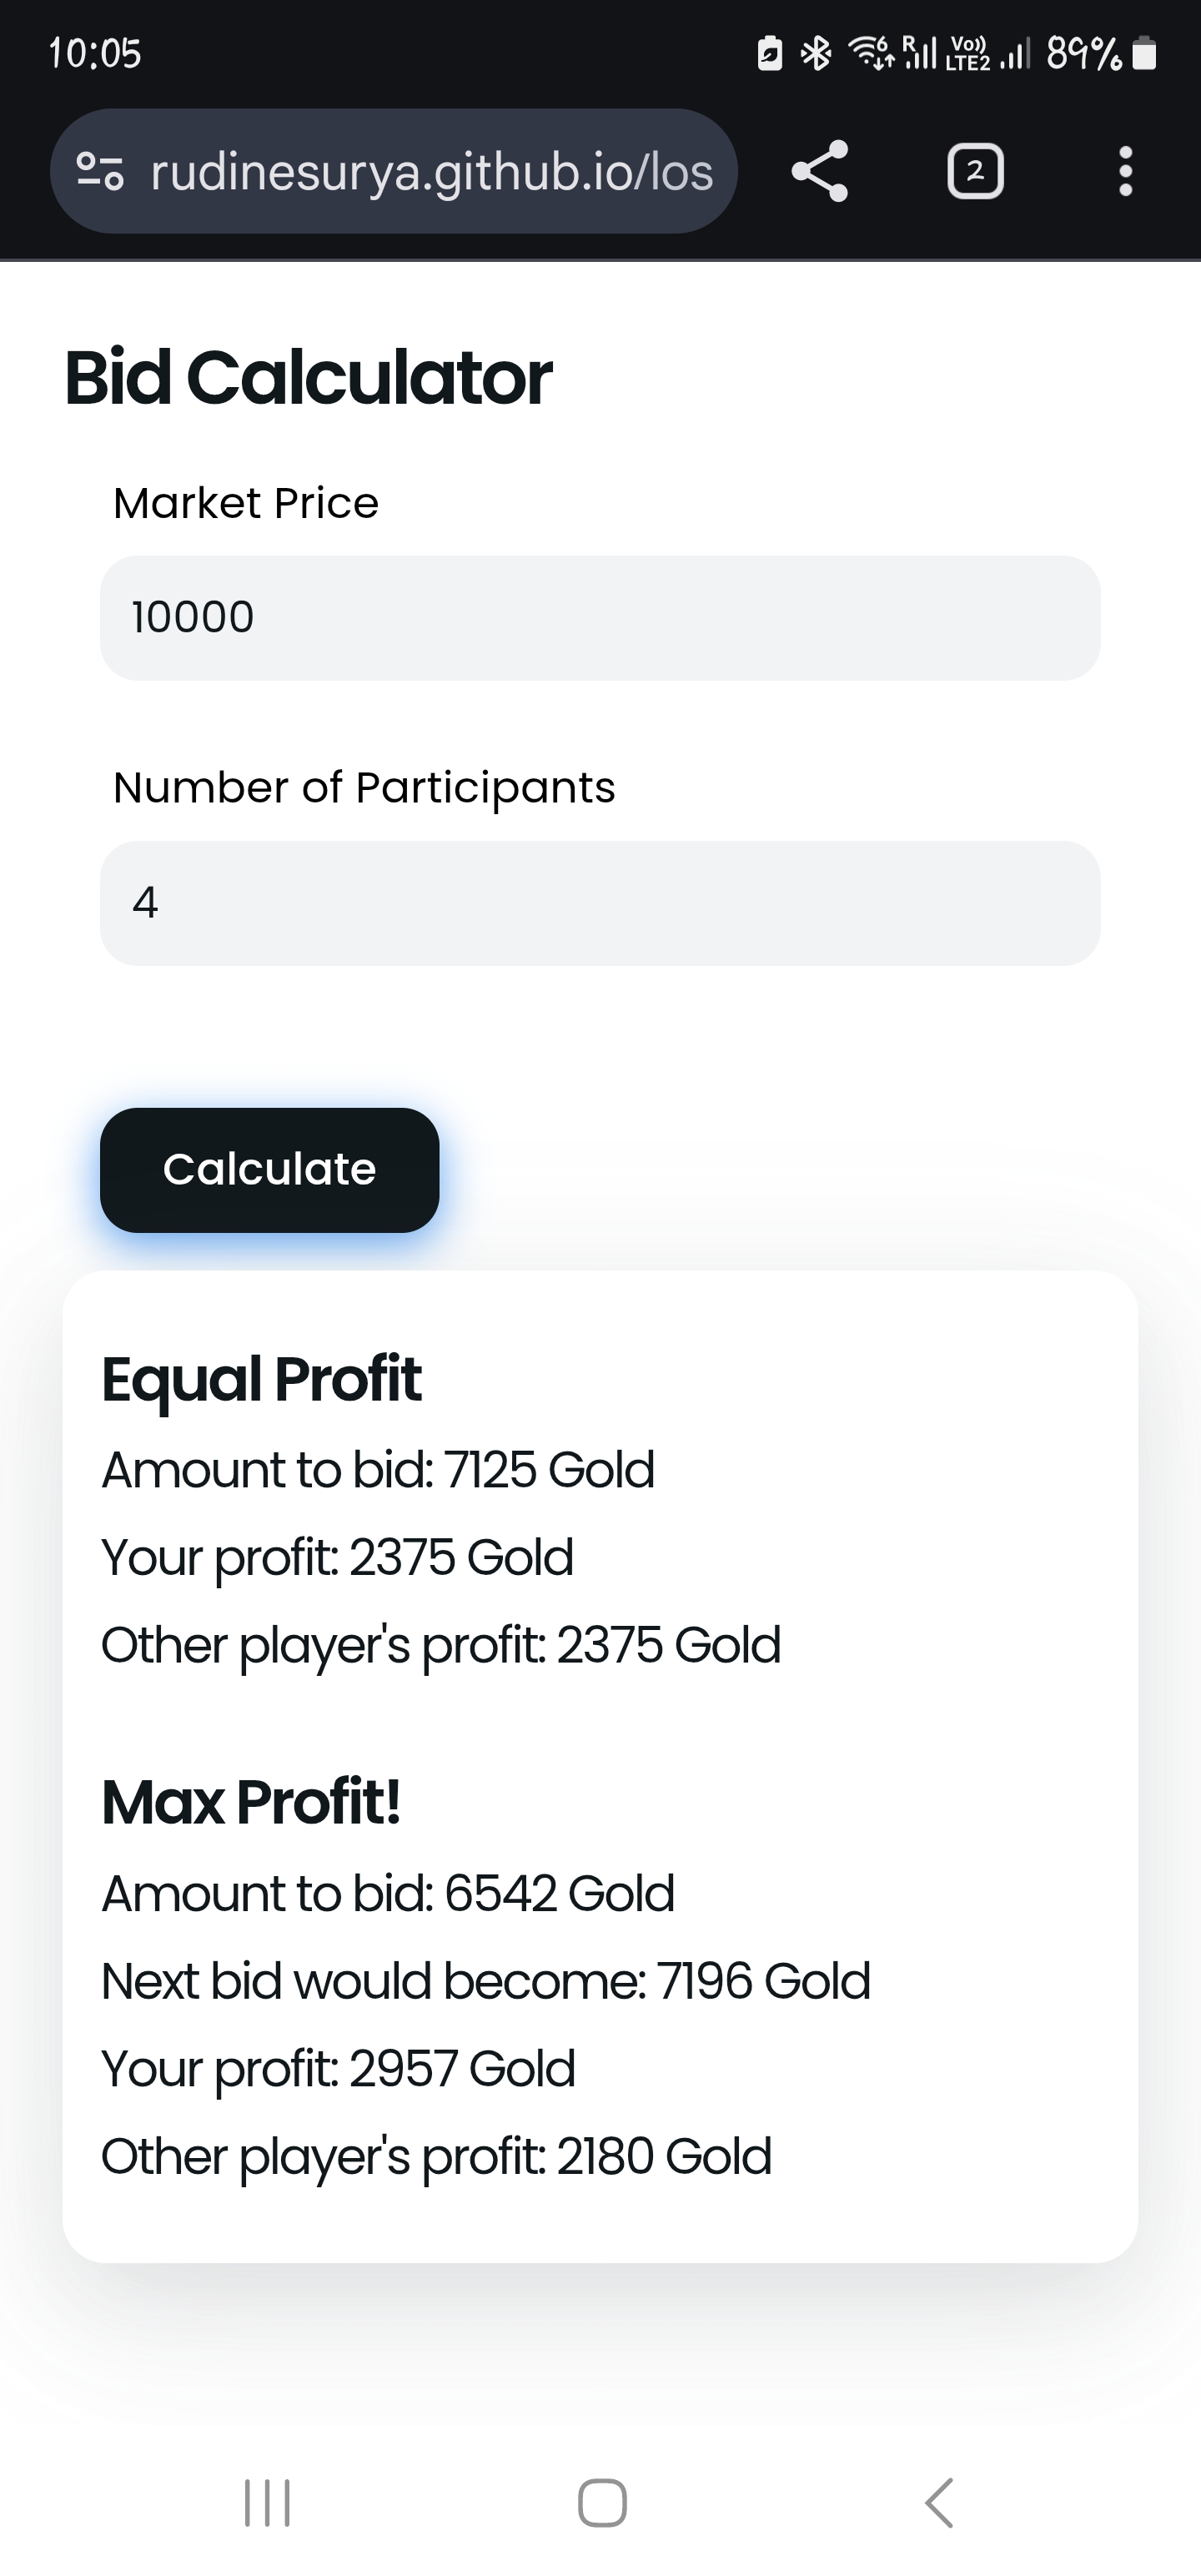 10:05
R Vo)) LTE2 89%
rudinesurya.github.io/los
2
Bid Calculator
Market Price
10000
Number of Participants
4
Calculate
Equal Profit
Amount to bid: 7125 Gold
Your profit: 2375 Gold
Other player's profit: 2375 Gold
Max Profit!
Amount to bid: 6542 Gold
Next bid would become: 7196 Gold
Your profit: 2957 Gold
Other player's profit: 2180 Gold